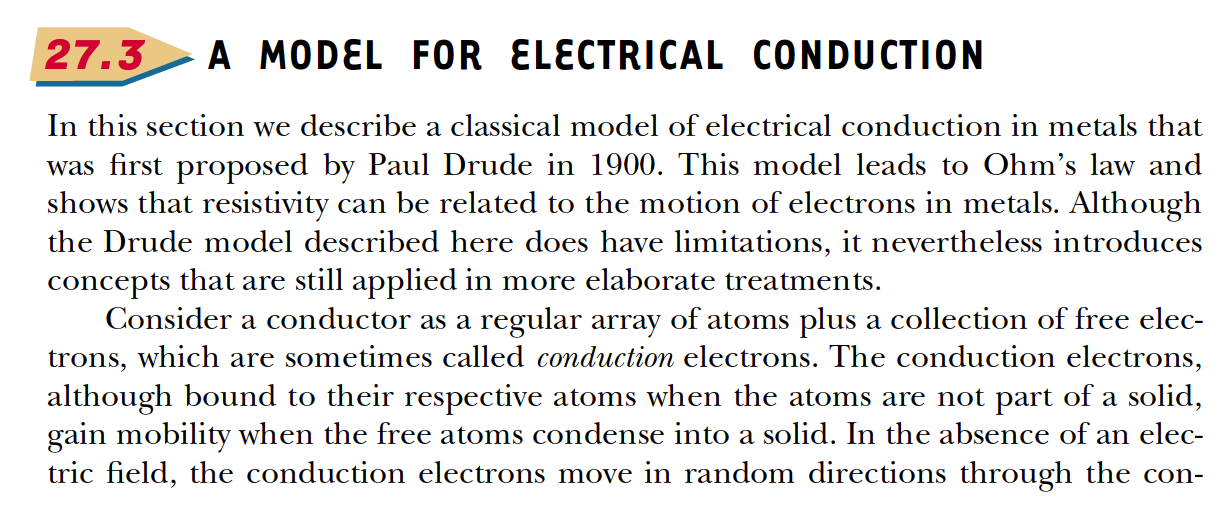 27.3 A MODEL FOR ELECTRICAL CONDUCTION
In this section we describe a classical model of electrical conduction in metals that
was first proposed by Paul Drude in 1900. This model leads to Ohm's law and
shows that resistivity can be related to the motion of electrons in metals. Although
the Drude model described here does have limitations, it nevertheless introduces
concepts that are still applied in more elaborate treatments.
Consider a conductor as a regular array of atoms plus a collection of free elec-
trons, which are sometimes called conduction electrons. The conduction electrons,
although bound to their respective atoms when the atoms are not part of a solid,
gain mobility when the free atoms condense into a solid. In the absence of an elec-
tric field, the conduction electrons move in random directions through the con-